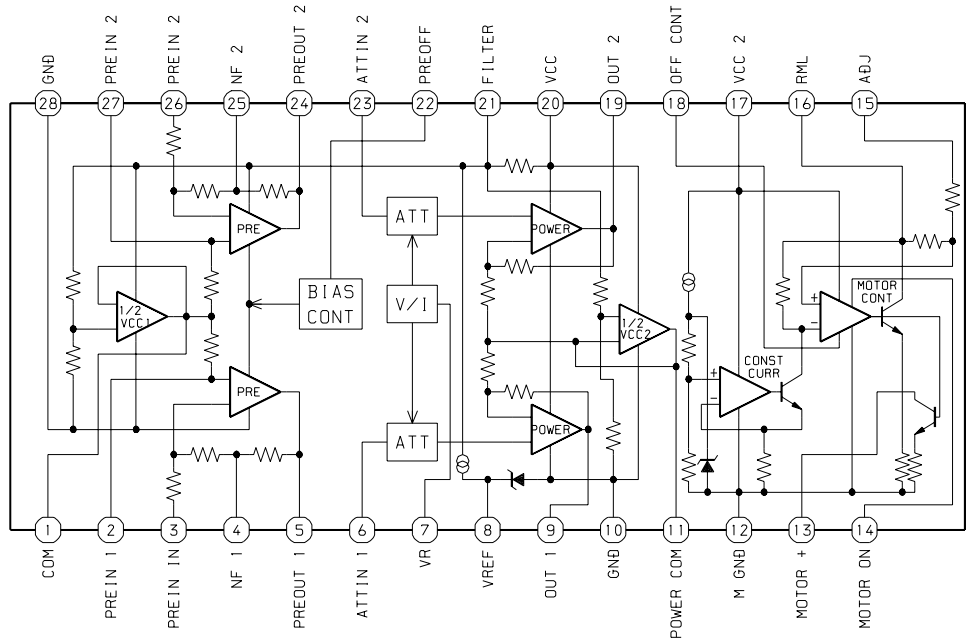 GND
PREIN 2
PREIN 2
NF 2
PREOUT 2
ATTIN 2
PREOFF
FILTER
VCC
OUT 2
OFF CONT
VCC 2
RML
ADJ
28
27
26
25
24
23
22
21
20
19
18
17
16
15
ATT
POWER
PRE
BIAS
CONT
V/I
1/2
VCC1
1/2
VCC2
MOTOR
CONT
+
-
CONST
CURR
+
-
PRE
ATT
POWER
1
2
3
4
5
6
7
8
9
10
11
12
13
14
COM
PREIN 1
PREIN IN
NF 1
PREOUT 1
ATTIN 1
VR
VREF
OUT 1
GND
POWER COM
M GND
MOTOR +
MOTOR ON